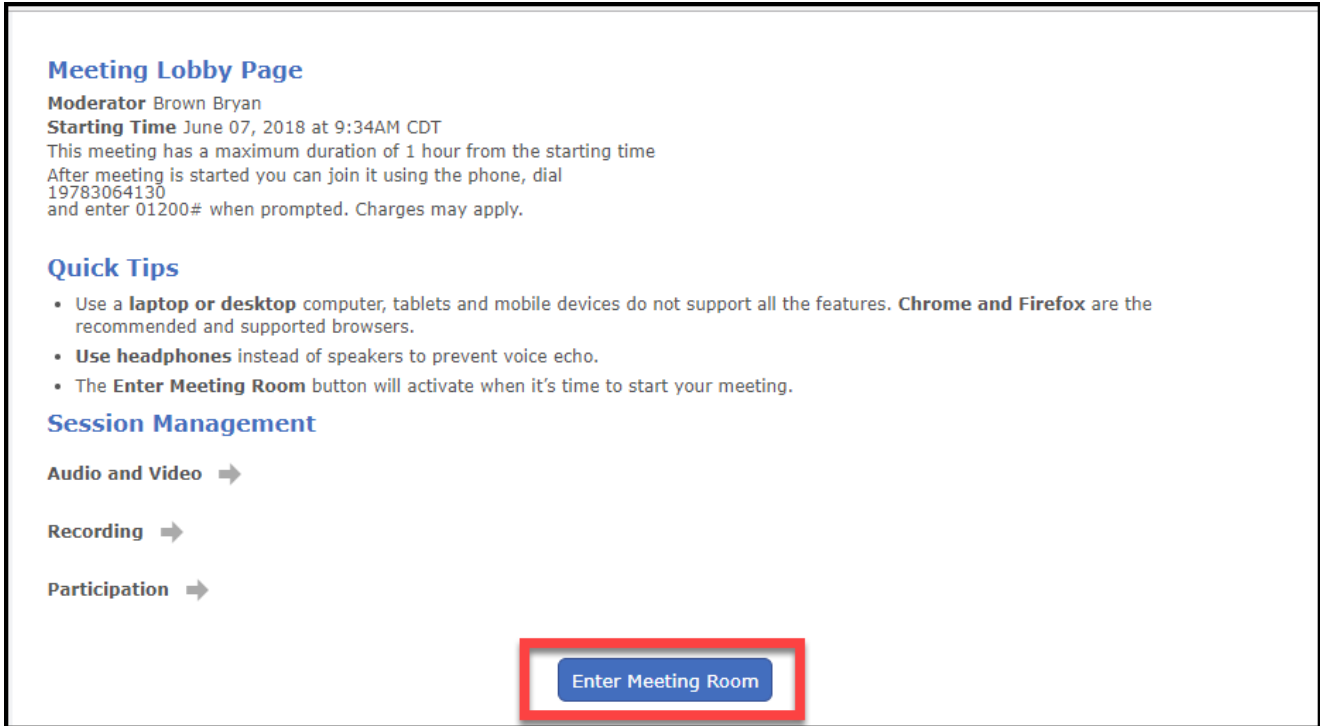 Meeting Lobby Page
Moderator Brown Bryan
Starting Time June 07, 2018 at 9:34AM CDT
This meeting has a maximum duration of 1 hour from the starting time
After meeting is started you can join it using the phone, dial
19783064130
and enter 01200# when prompted. Charges may apply.
Quick Tips
• Use a laptop or desktop computer, tablets and mobile devices do not support all the features. Chrome and Firefox are the
recommended and supported browsers.
• Use headphones instead of speakers to prevent voice echo.
• The Enter Meeting Room button will activate when it’s time to start your meeting.
Session Management
Audio and Video
Recording
Participation
Enter Meeting Room